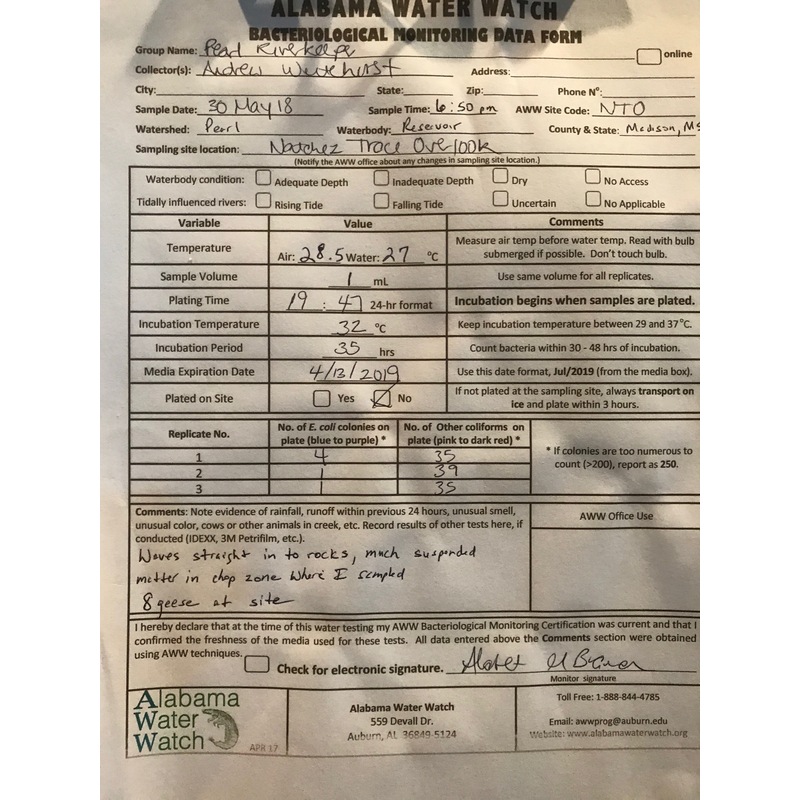 ALABAMA WATER WATCH
BACTERIOLOGICAL MONITORING DATA FORM
Group Name: Pearl Riverkeepe online
Collector(s): Andrew Whitehurst Address:
City: State: Zip: Phone N°:
Sample Date: 30 May 18 Sample Time: 6:50 pm AWW Site Code: NTO
Watershed: Pearl Waterbody: Reservoir County & State: Madison, MS
Sampling site location: Natchez Trace Overlook
(Notify the AWW office about any changes in sampling site location.)
Waterbody condition: Adequate Depth Inadequate Depth Dry No Access
Tidally influenced rivers: Rising Tide Falling Tide Uncertain No Applicable
Variable Value Comments
Temperature Air: 28.5 Water: 27 °C Measure air temp before water temp. Read with bulb
submerged if possible. Don't touch bulb.
Sample Volume 1 mL Use same volume for all replicates.
Plating Time 19 : 47 24-hr format Incubation begins when samples are plated.
Incubation Temperature 32 °C Keep incubation temperature between 29 and 37°C.
Incubation Period 35 hrs Count bacteria within 30 - 48 hrs of incubation.
Media Expiration Date 4/13/2019 Use this date format, Jul/2019 (from the media box).
Plated on Site Yes No If not plated at the sampling site, always transport on
ice and plate within 3 hours.
Replicate No. No. of E. coli colonies on
plate (blue to purple) * No. of Other coliforms on
plate (pink to dark red) *
1 4 35
2 1 39
3 1 35
* If colonies are too numerous to
count (>200), report as 250.
Comments: Note evidence of rainfall, runoff within previous 24 hours, unusual smell,
unusual color, cows or other animals in creek, etc. Record results of other tests here, if
conducted (IDEXX, 3M Petrifilm, etc.).
Waves straight in to rocks, much suspended
matter in chop zone where I sampled
8 geese at site
AWW Office Use
I hereby declare that at the time of this water testing my AWW Bacteriological Monitoring Certification was current and that I
confirmed the freshness of the media used for these tests. All data entered above the Comments section were obtained
using AWW techniques.
Check for electronic signature.
Monitor signature
Alabama
Water
Watch
APR 17
Alabama Water Watch
559 Devall Dr.
Auburn, AL 36849-5124
Toll Free: 1-888-844-4785
Email: awwprog@auburn.edu
Website: www.alabamawaterwatch.org